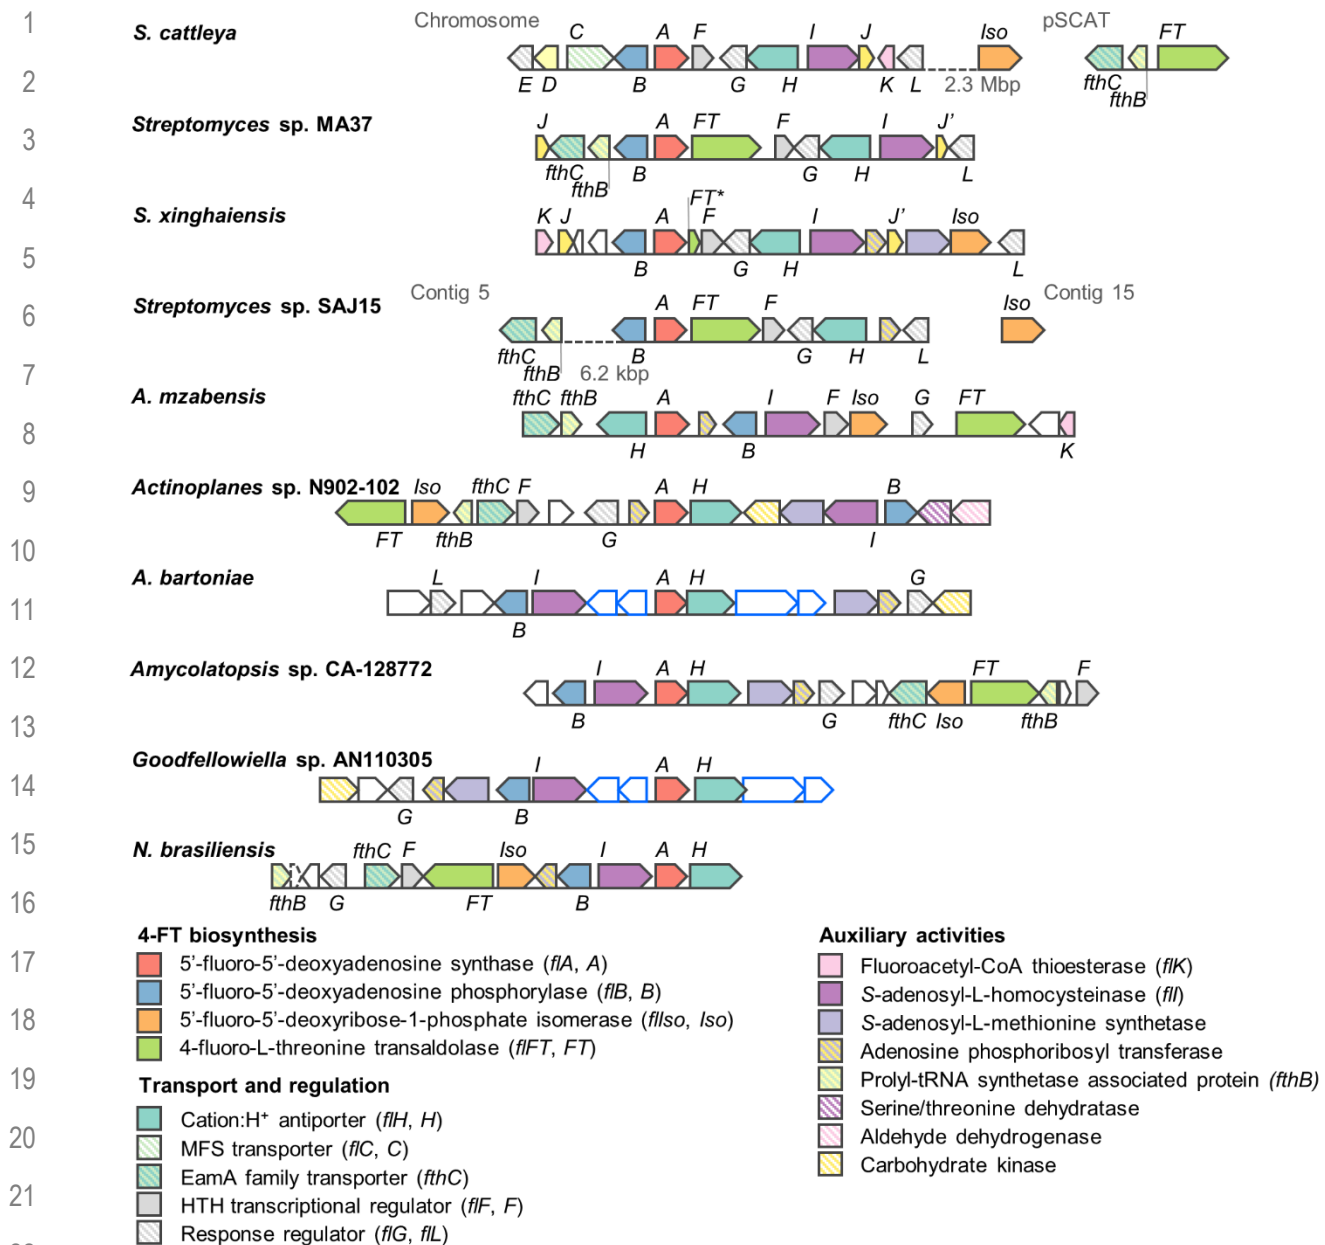 1
Chromosome
pSCAT
S. cattleya
C A F I J Iso FT
2
E D B G H K L 2.3 Mbp fthC fthB
Streptomyces sp. MA37
J A FT F I J’
3
fthC fthB B G H L
4
FT*
S. xinghaiensis
K J A F I J’ Iso
5
B G H L
Contig 5
Contig 15
Streptomyces sp. SAJ15
6
A FT F Iso
fthC fthB 6.2 kbp B G H L
7
A. mzabensis
fthC fthB A I F Iso G FT
8
H B K
9
Actinoplanes sp. N902-102
Iso fthC F A H B
10
FT fthB G I
A. bartoniae
L I A H G
11
B
12
Amycolatopsis sp. CA-128772
I A H FT F
13
B G fthC Iso fthB
Goodfellowiella sp. AN110305
I A H
14
G B
15
N. brasiliensis
fthC F Iso I A H
16
fthB G FT B
4-FT biosynthesis
17
5’-fluoro-5’-deoxyadenosine synthase (flA, A)
5’-fluoro-5’-deoxyadenosine phosphorylase (flB, B)
18
5’-fluoro-5’-deoxyribose-1-phosphate isomerase (flIso, Iso)
4-fluoro-L-threonine transaldolase (flFT, FT)
19
Transport and regulation
Cation:H⁺ antiporter (flH, H)
20
MFS transporter (flC, C)
EamA family transporter (fthC)
21
HTH transcriptional regulator (flF, F)
Response regulator (flG, flL)
Auxiliary activities
Fluoroacetyl-CoA thioesterase (flK)
S-adenosyl-L-homocysteinase (flI)
S-adenosyl-L-methionine synthetase
Adenosine phosphoribosyl transferase
Prolyl-tRNA synthetase associated protein (fthB)
Serine/threonine dehydratase
Aldehyde dehydrogenase
Carbohydrate kinase